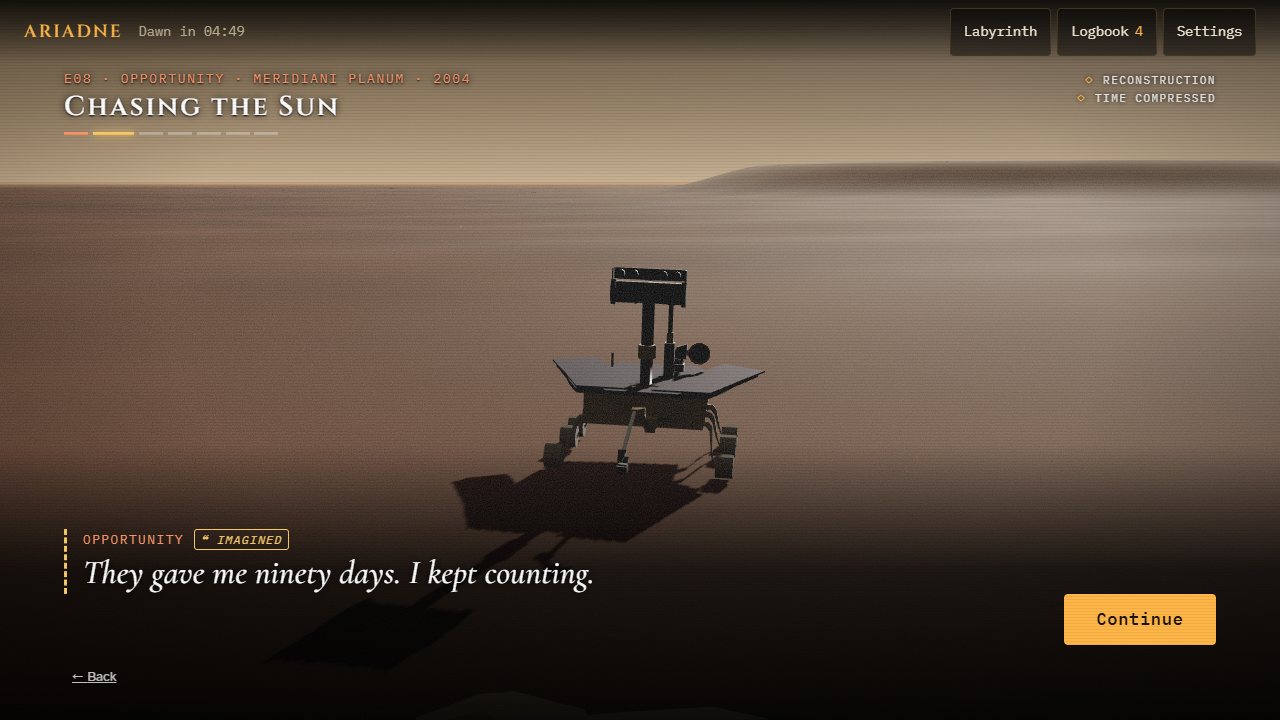 ARIADNE Dawn in 04:49 Labyrinth Logbook 4 Settings
E08 · OPPORTUNITY · MERIDIANI PLANUM · 2004
Chasing the Sun
◇ RECONSTRUCTION
◇ TIME COMPRESSED
OPPORTUNITY ❝ IMAGINED
They gave me ninety days. I kept counting.
Continue
← Back